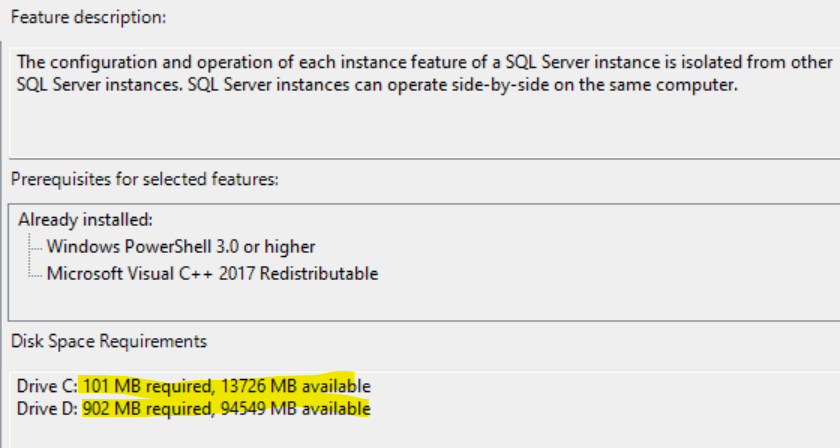 Feature description:
The configuration and operation of each instance feature of a SQL Server instance is isolated from other
SQL Server instances. SQL Server instances can operate side-by-side on the same computer.
Prerequisites for selected features:
Already installed:
Windows PowerShell 3.0 or higher
Microsoft Visual C++ 2017 Redistributable
Disk Space Requirements
Drive C: 101 MB required, 13726 MB available
Drive D: 902 MB required, 94549 MB available